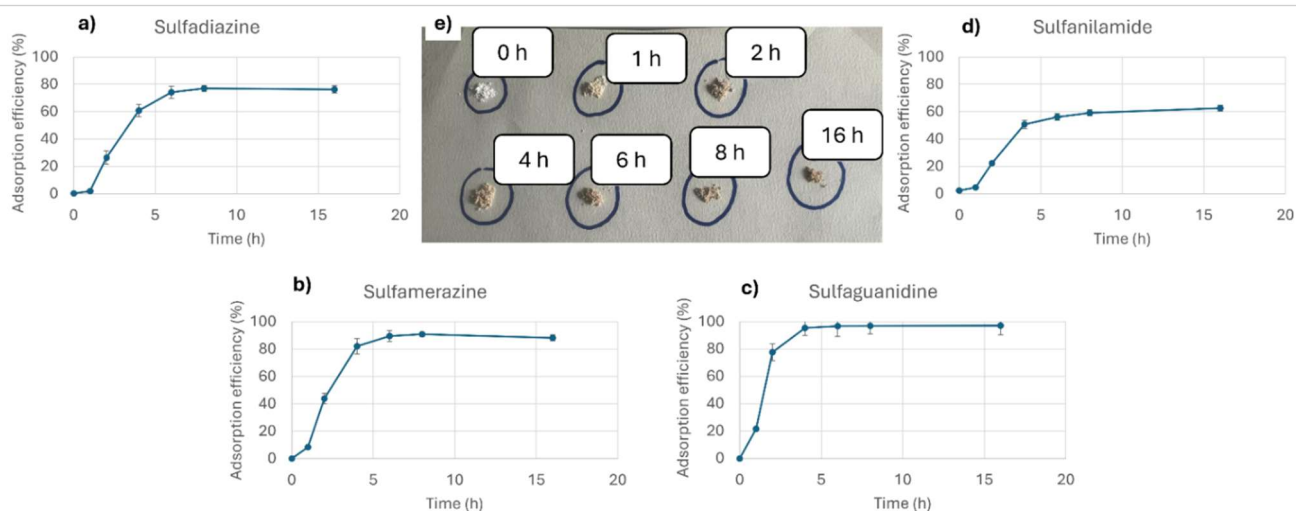 a)
Sulfadiazine
Adsorption efficiency (%)
100
80
60
40
20
0
0 5 10 15 20
Time (h)
e)
0 h
1 h
2 h
4 h
6 h
8 h
16 h
d)
Sulfanilamide
Adsorption efficiency (%)
100
80
60
40
20
0
0 5 10 15 20
Time (h)
b)
Sulfamerazine
Adsorption efficiency (%)
100
80
60
40
20
0
0 5 10 15 20
Time (h)
c)
Sulfaguanidine
Adsorption efficiency (%)
100
80
60
40
20
0
0 5 10 15 20
Time (h)